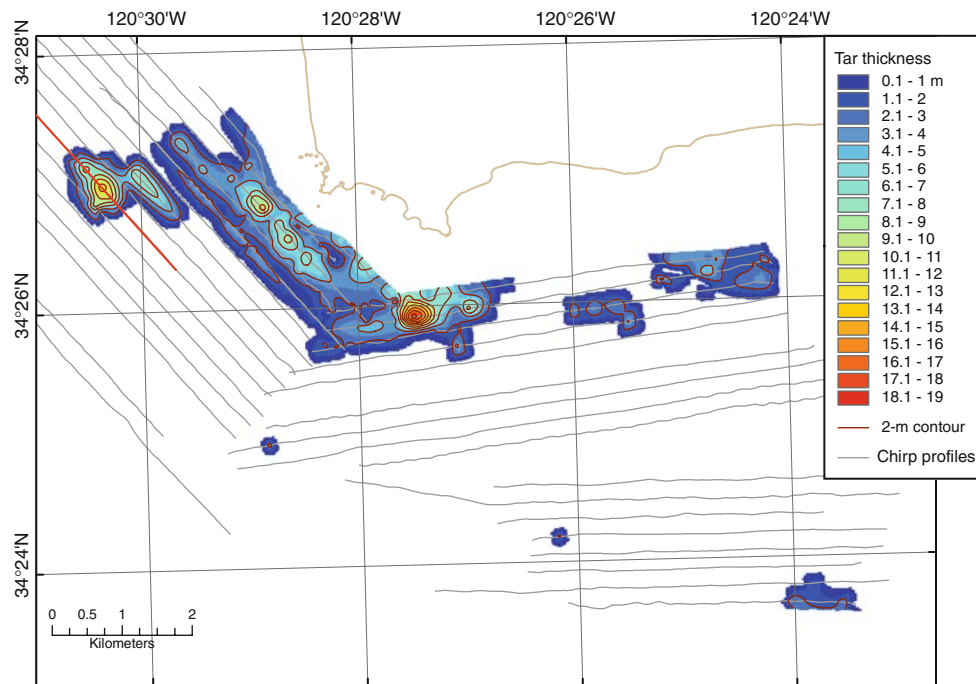 120°30'W
120°28'W
120°26'W
120°24'W
34°28'N
34°26'N
34°24'N
Tar thickness
0.1 - 1 m
1.1 - 2
2.1 - 3
3.1 - 4
4.1 - 5
5.1 - 6
6.1 - 7
7.1 - 8
8.1 - 9
9.1 - 10
10.1 - 11
11.1 - 12
12.1 - 13
13.1 - 14
14.1 - 15
15.1 - 16
16.1 - 17
17.1 - 18
18.1 - 19
2-m contour
Chirp profiles
0 0.5 1 2
Kilometers